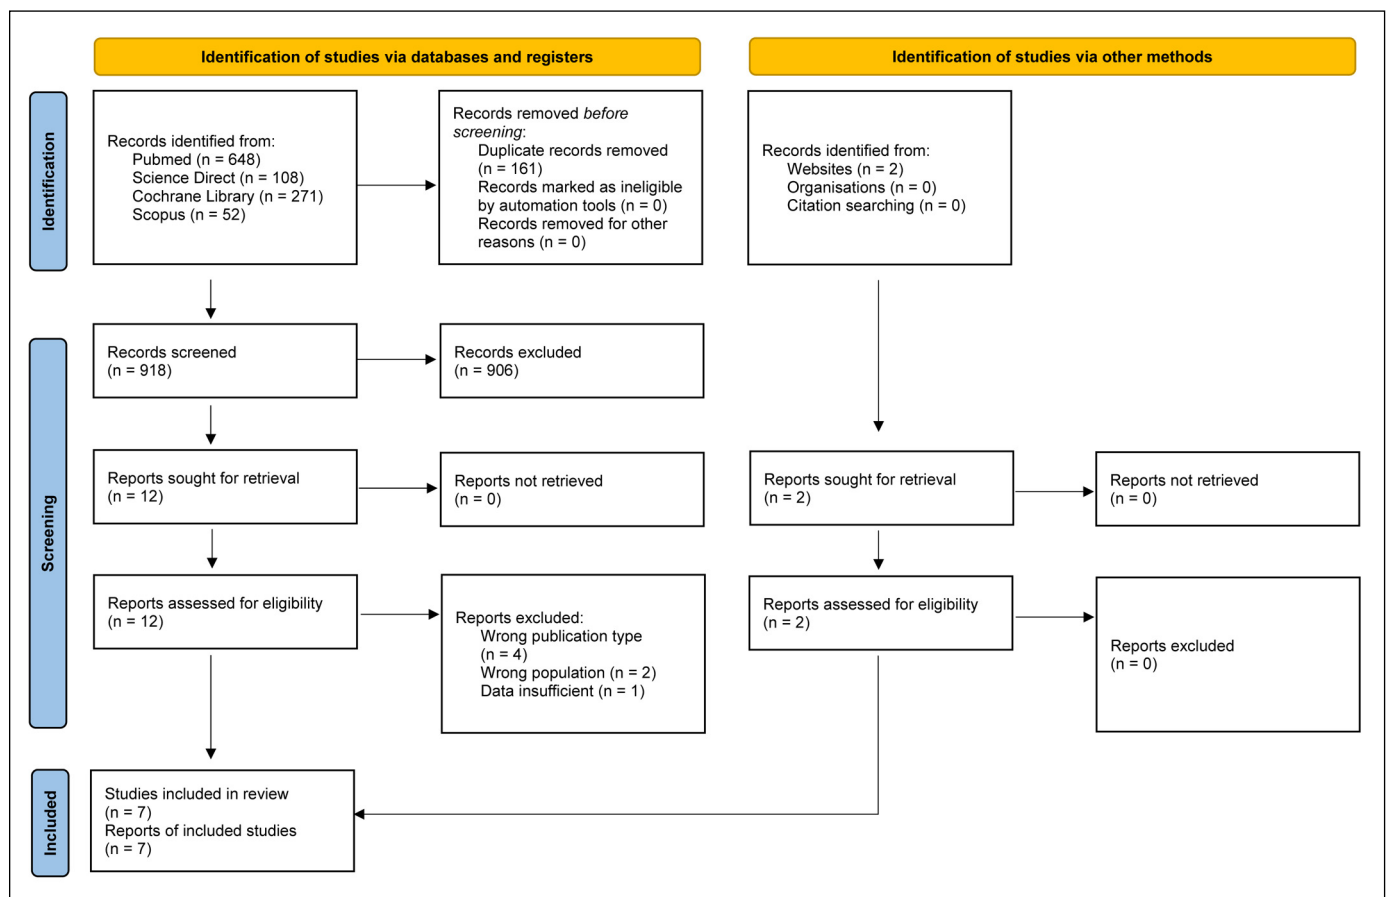 Identification of studies via databases and registers
Identification of studies via other methods
Identification
Records identified from:
Pubmed (n = 648)
Science Direct (n = 108)
Cochrane Library (n = 271)
Scopus (n = 52)
Records removed before
screening:
Duplicate records removed
(n = 161)
Records marked as ineligible
by automation tools (n = 0)
Records removed for other
reasons (n = 0)
Records identified from:
Websites (n = 2)
Organisations (n = 0)
Citation searching (n = 0)
Screening
Records screened
(n = 918)
Records excluded
(n = 906)
Reports sought for retrieval
(n = 12)
Reports not retrieved
(n = 0)
Reports sought for retrieval
(n = 2)
Reports not retrieved
(n = 0)
Reports assessed for eligibility
(n = 12)
Reports excluded:
Wrong publication type
(n = 4)
Wrong population (n = 2)
Data insufficient (n = 1)
Reports assessed for eligibility
(n = 2)
Reports excluded
(n = 0)
Included
Studies included in review
(n = 7)
Reports of included studies
(n = 7)